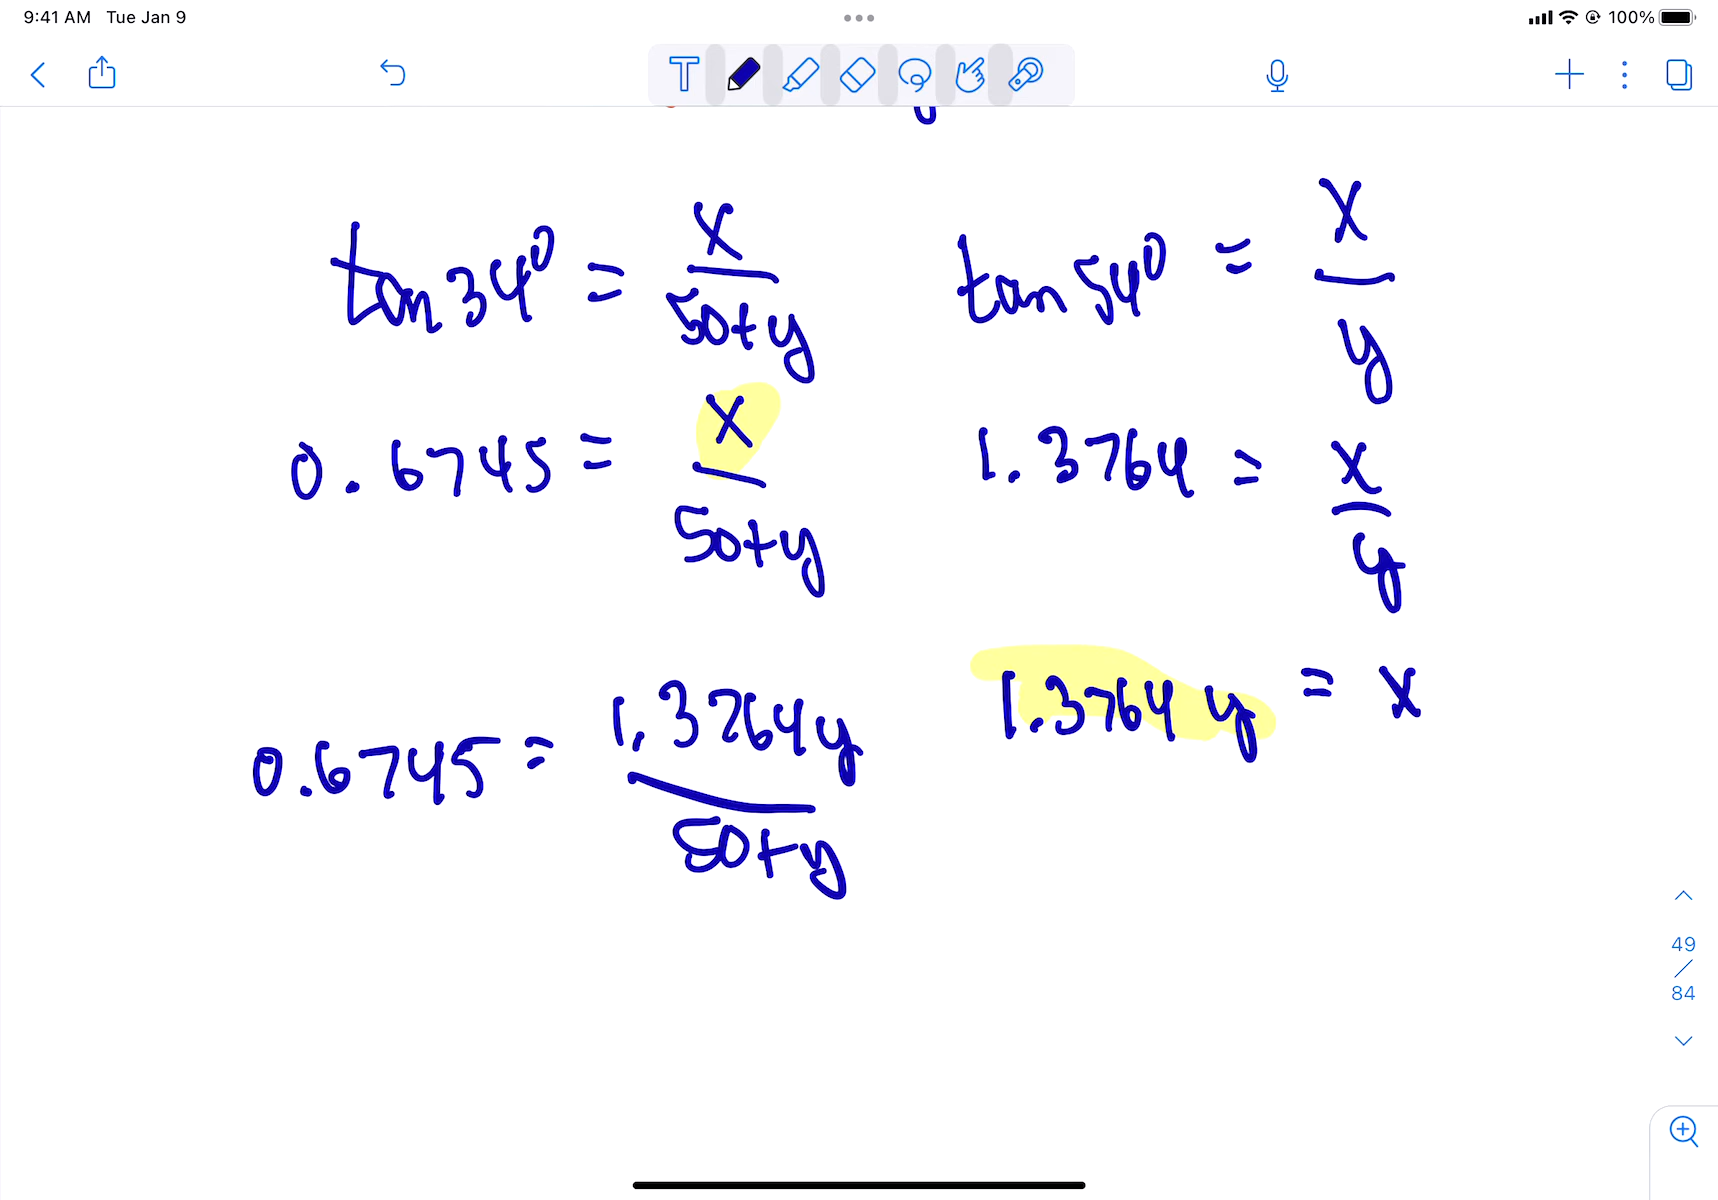 9:41 AM Tue Jan 9
100%
tan 34° = x / 50+y
tan 54° = x / y
0.6745 = x / 50+y
1.3764 = x / y
1.3764 y = x
0.6745 = 1.3764y / 50+y
49
/
84